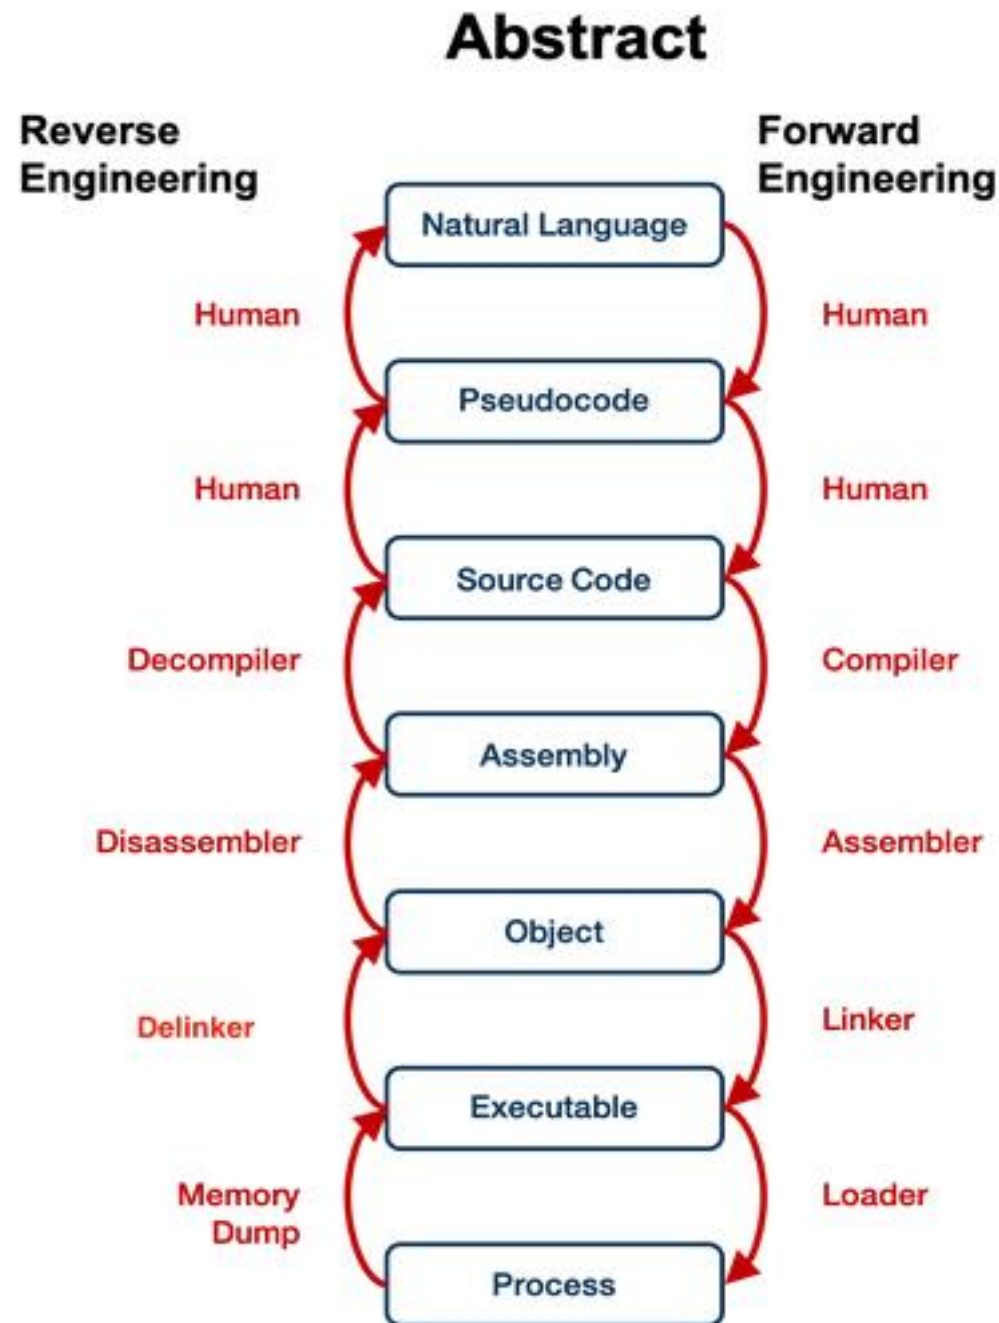 Abstract
Reverse
Engineering
Forward
Engineering
Natural Language
Human
Human
Pseudocode
Human
Human
Source Code
Decompiler
Compiler
Assembly
Disassembler
Assembler
Object
Delinker
Linker
Executable
Memory
Dump
Loader
Process